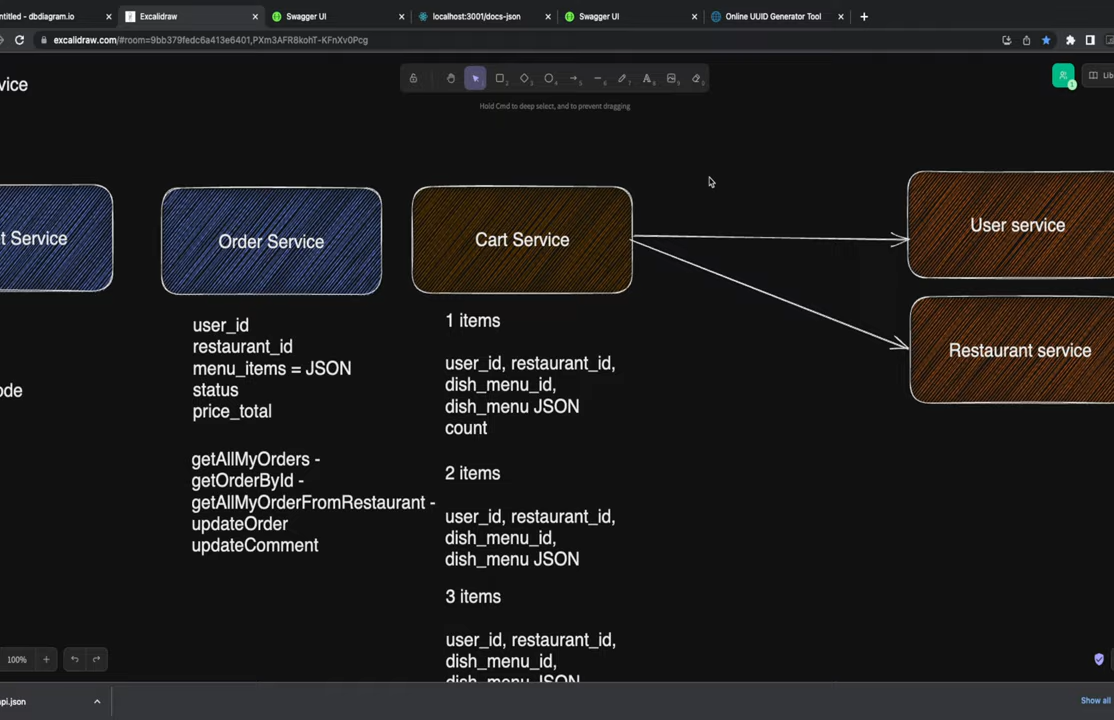 ntitled - dbdiagram.io
Excalidraw
Swagger UI
localhost:3001/docs-json
Swagger UI
Online UUID Generator Tool
excalidraw.com/#room=9bb379fedc6a413e6401,PXm3AFR8kohT-KFnXv0Pcg
Hold Cmd to deep select, and to prevent dragging
1
Lib
vice
t Service
Order Service
Cart Service
User service
Restaurant service
ode
user_id
restaurant_id
menu_items = JSON
status
price_total
getAllMyOrders -
getOrderById -
getAllMyOrderFromRestaurant -
updateOrder
updateComment
1 items
user_id, restaurant_id,
dish_menu_id,
dish_menu JSON
count
2 items
user_id, restaurant_id,
dish_menu_id,
dish_menu JSON
3 items
user_id, restaurant_id,
dish_menu_id,
dish_menu JSON
100%
pi.json
Show all